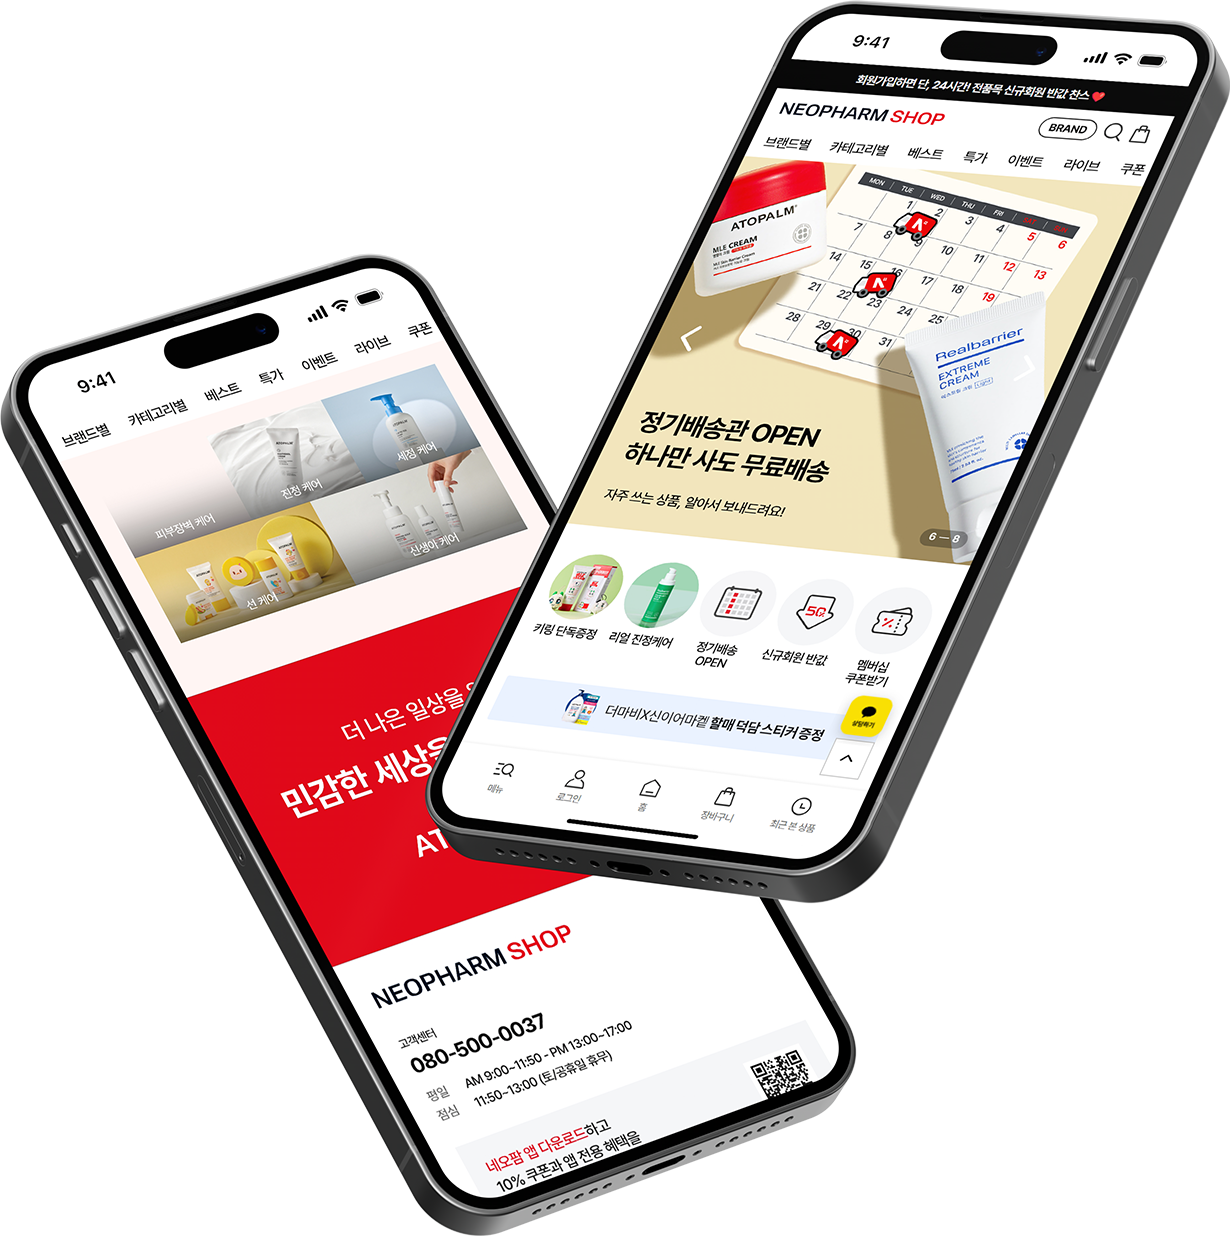 9:41
회원가입하면 단, 24시간! 전품목 신규회원 반값 찬스
NEOPHARM SHOP
BRAND
브랜드별 카테고리별 베스트 특가 이벤트 라이브 쿠폰
ATOPALM
MLE CREAM
MON TUE WED THU FRI
1 2 3 4 5 6
7 8 9 10 11 12 13
14 15 16 17 18 19
21 22 23 24 25
28 29 30 31
Realbarrier
EXTREME
CREAM
Light
정기배송관 OPEN
하나만 사도 무료배송
자주 쓰는 상품, 알아서 보내드려요!
6 — 8
50%
키링 단독증정 리얼 진정케어 정기배송 OPEN 신규회원 반값 멤버십 쿠폰받기
더마비X신이어마켙 할매 덕담 스티커 증정
상담하기
메뉴 로그인 홈 장바구니 최근 본 상품
9:41
브랜드별 카테고리별 베스트 특가 이벤트 라이브 쿠폰
피부장벽 케어 진정 케어 세정 케어
선 케어 신생아 케어
더 나은 일상을
민감한 세상을
AT
NEOPHARM SHOP
고객센터
080-500-0037
평일 AM 9:00~11:50 - PM 13:00~17:00
점심 11:50~13:00 (토/공휴일 휴무)
네오팜 앱 다운로드하고
10% 쿠폰과 앱 전용 혜택을